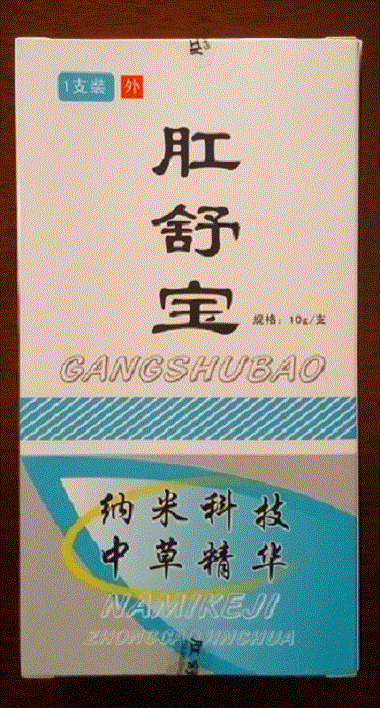 1支装 外
肛
舒
宝
规格：10g/支
GANGSHUBAO
纳米科技
中草精华
NAMIKEJI
ZHONGCAOJINGHUA